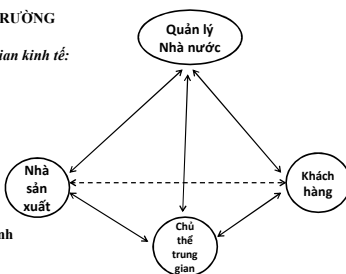 RƯỜNG
gian kinh tế:
Quản lý
Nhà nước
Nhà
sản
xuất
Khách
hàng
Chủ
thể
trung
gian
nh